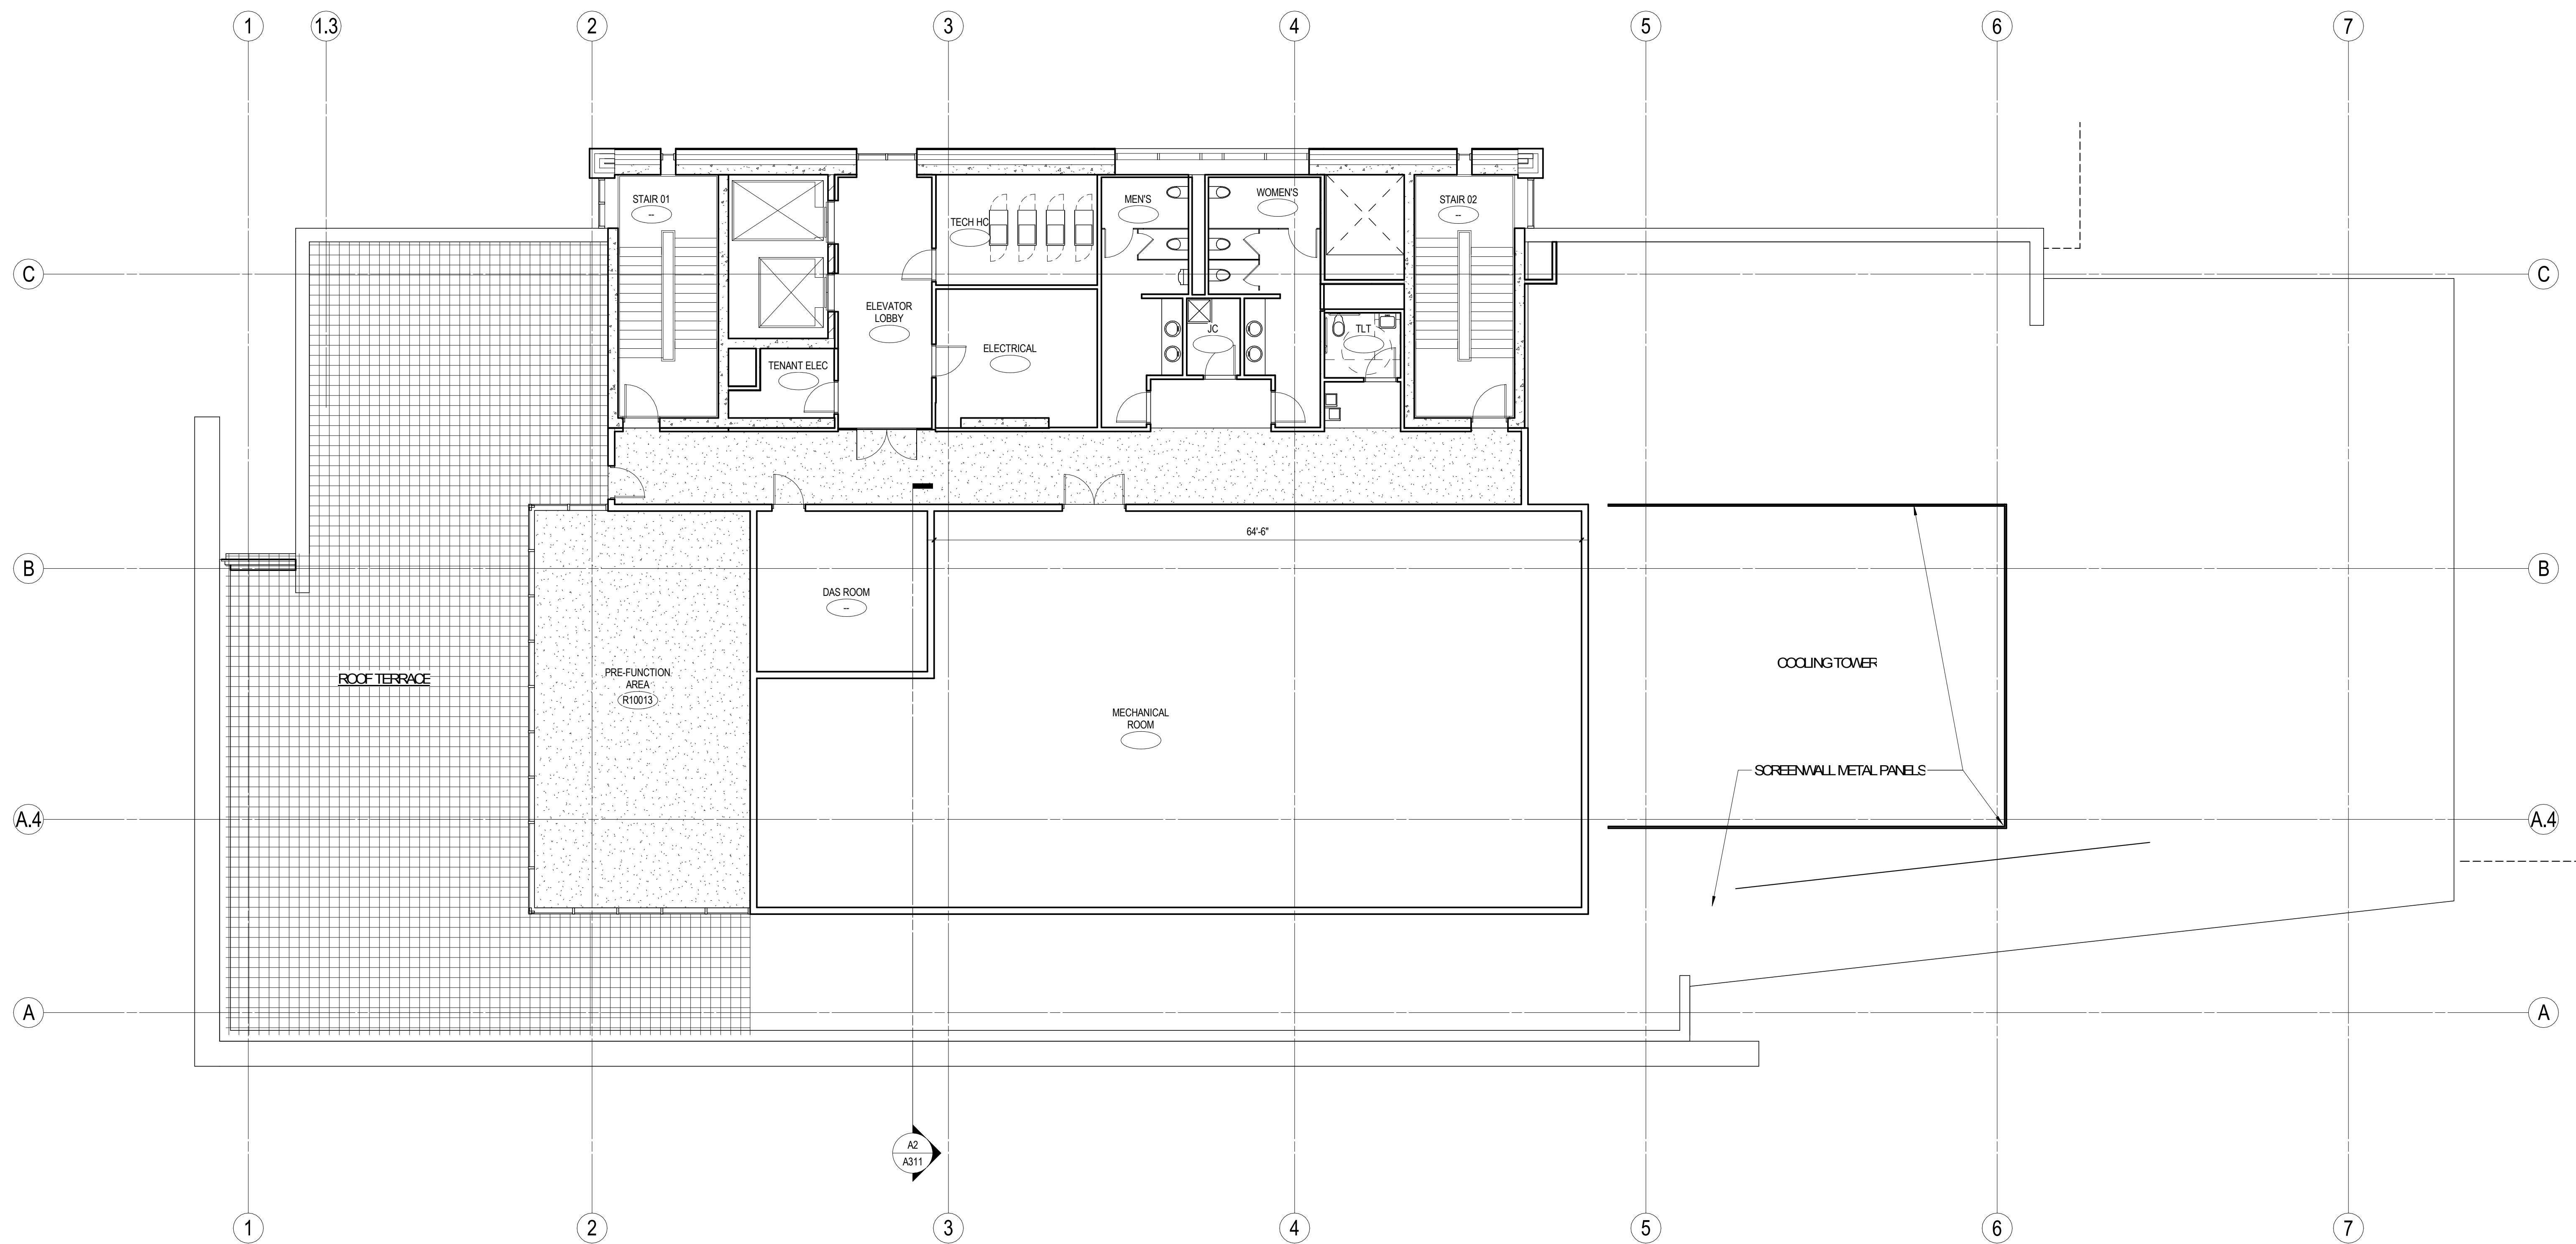 1
1.3
2
3
4
5
6
7
STAIR 01
--
TECH HC
MEN'S
WOMEN'S
STAIR 02
--
C
C
ELEVATOR
LOBBY
JC
TLT
ELECTRICAL
TENANT ELEC
64'-6"
B
B
DAS ROOM
--
ROOF TERRACE
PRE-FUNCTION
AREA
R10013
COOLING TOWER
MECHANICAL
ROOM
SCREENWALL METAL PANELS
A.4
A.4
A
A
A2
A311
1
2
3
4
5
6
7